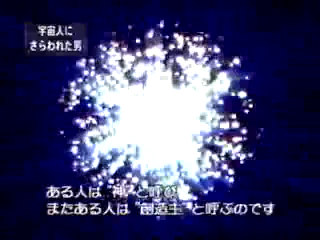 宇宙人に
さらわれた男
ある人は "神" と呼び
またある人は "創造主" と呼ぶのです